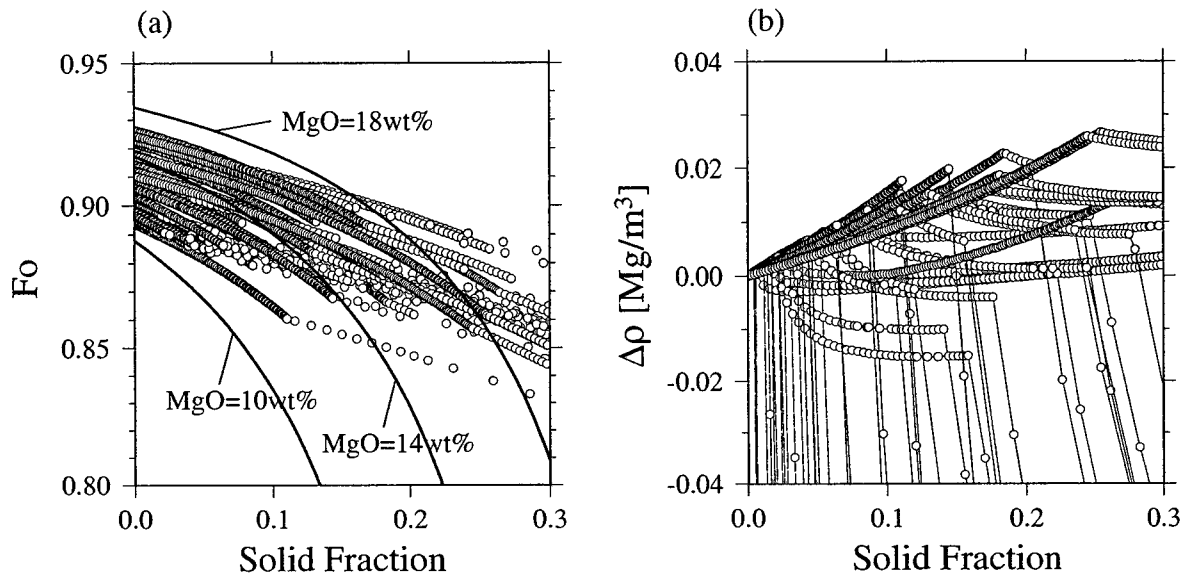 (a)
Fo
0.95
0.90
0.85
0.80
MgO=18wt%
MgO=10wt%
MgO=14wt%
0.0 0.1 0.2 0.3
Solid Fraction
(b)
Δρ [Mg/m³]
0.04
0.02
0.00
-0.02
-0.04
0.0 0.1 0.2 0.3
Solid Fraction